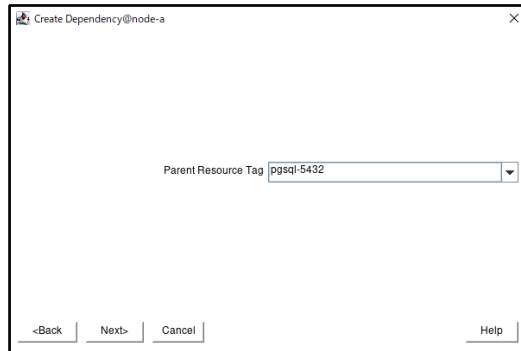 Create Dependency@node-a
Parent Resource Tag pgsql-5432
<Back Next> Cancel Help